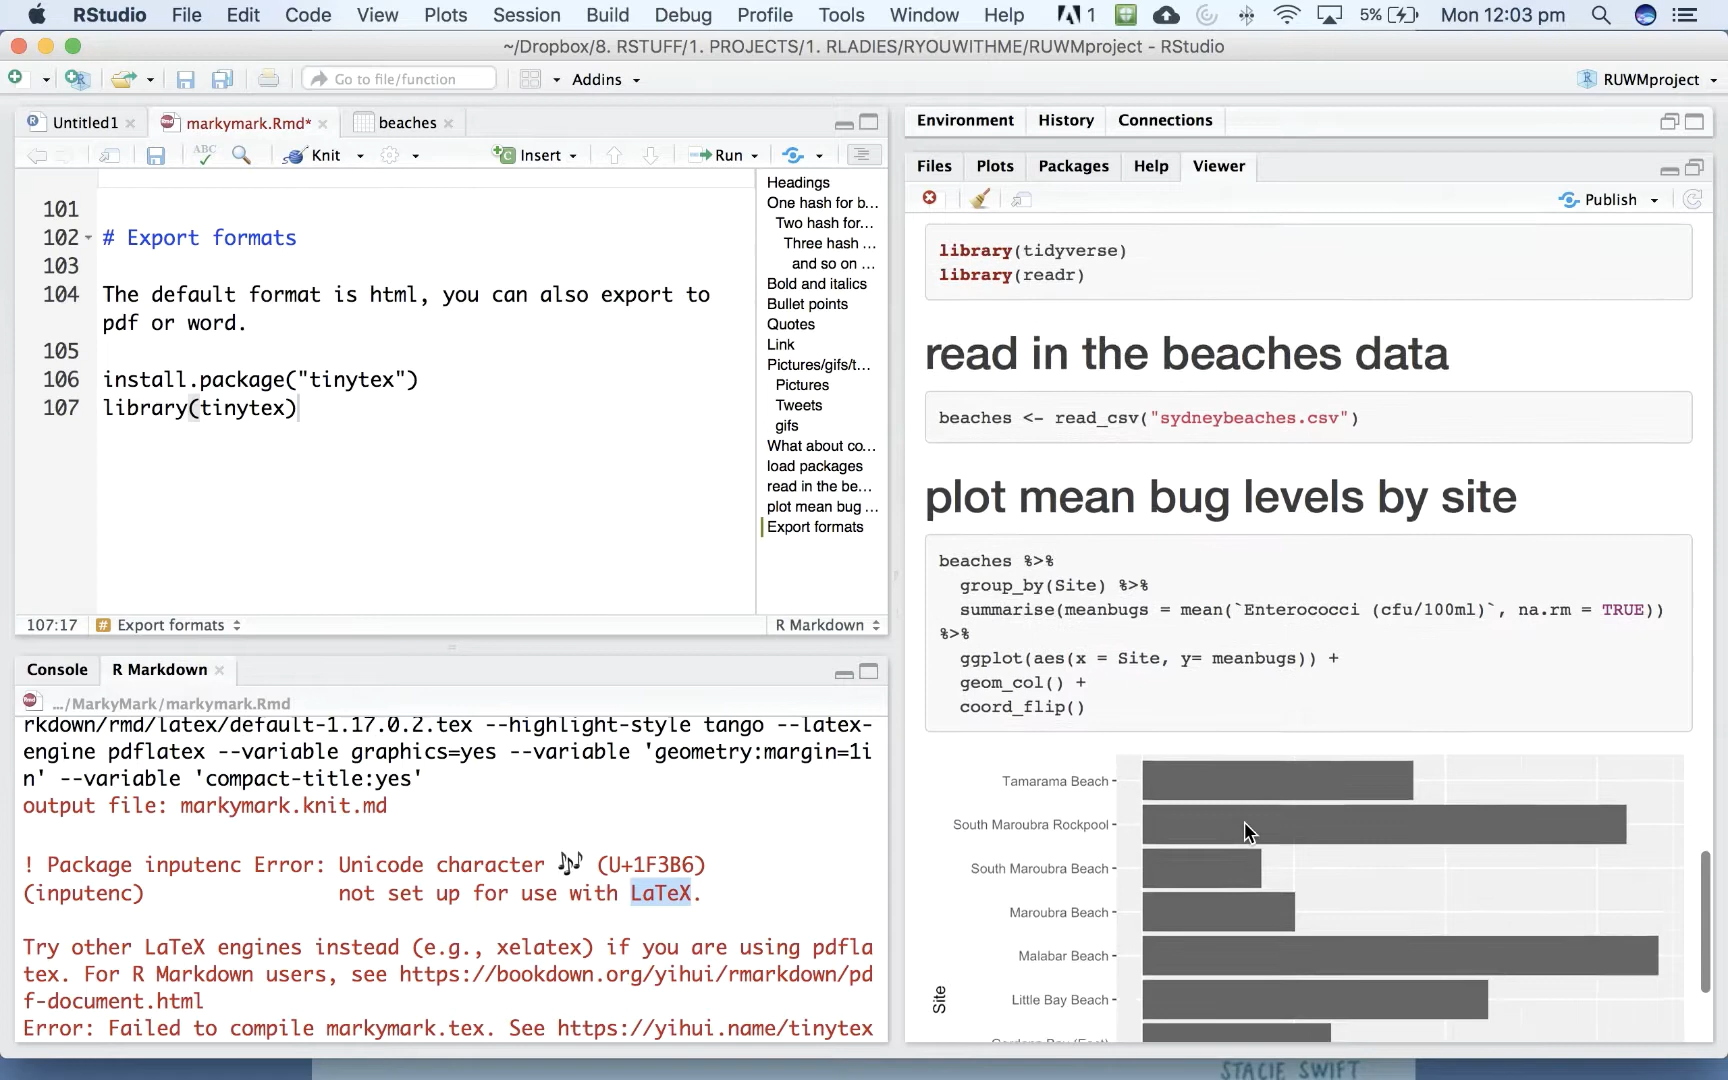 RStudio File Edit Code View Plots Session Build Debug Profile Tools Window Help 1 5% Mon 12:03 pm
~/Dropbox/8. RSTUFF/1. PROJECTS/1. RLADIES/RYOUWITHME/RUWMproject - RStudio
Go to file/function Addins RUWMproject
Untitled1 markymark.Rmd* beaches
ABC Knit Insert Run
101
102 # Export formats
103
104 The default format is html, you can also export to
pdf or word.
105
106 install.package("tinytex")
107 library(tinytex)
Headings
One hash for b...
Two hash for...
Three hash ...
and so on ...
Bold and italics
Bullet points
Quotes
Link
Pictures/gifs/t...
Pictures
Tweets
gifs
What about co...
load packages
read in the be...
plot mean bug ...
Export formats
107:17 # Export formats R Markdown
Console R Markdown
.../MarkyMark/markymark.Rmd
rkdown/rmd/latex/default-1.17.0.2.tex --highlight-style tango --latex-
engine pdflatex --variable graphics=yes --variable 'geometry:margin=1i
n' --variable 'compact-title:yes'
output file: markymark.knit.md
! Package inputenc Error: Unicode character 🎶 (U+1F3B6)
(inputenc) not set up for use with LaTeX.
Try other LaTeX engines instead (e.g., xelatex) if you are using pdfla
tex. For R Markdown users, see https://bookdown.org/yihui/rmarkdown/pd
f-document.html
Error: Failed to compile markymark.tex. See https://yihui.name/tinytex
Environment History Connections
Files Plots Packages Help Viewer
Publish
library(tidyverse)
library(readr)
read in the beaches data
beaches <- read_csv("sydneybeaches.csv")
plot mean bug levels by site
beaches %>%
group_by(Site) %>%
summarise(meanbugs = mean(`Enterococci (cfu/100ml)`, na.rm = TRUE))
%>%
ggplot(aes(x = Site, y= meanbugs)) +
geom_col() +
coord_flip()
Tamarama Beach
South Maroubra Rockpool
South Maroubra Beach
Maroubra Beach
Malabar Beach
Little Bay Beach
Site
STACIE SWIFT